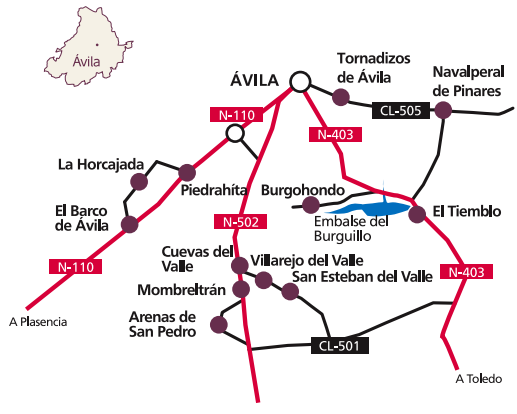 Ávila
Tornadizos
de Ávila
Navalperal
de Pinares
ÁVILA
N-110
CL-505
N-403
La Horcajada
Piedrahíta
Burgohondo
El Barco
de Ávila
Embalse del
Burguillo
El Tiemblo
N-502
Cuevas del
Valle
Villarejo del Valle
San Esteban del Valle
N-110
N-403
Mombreltrán
A Plasencia
Arenas de
San Pedro
CL-501
A Toledo